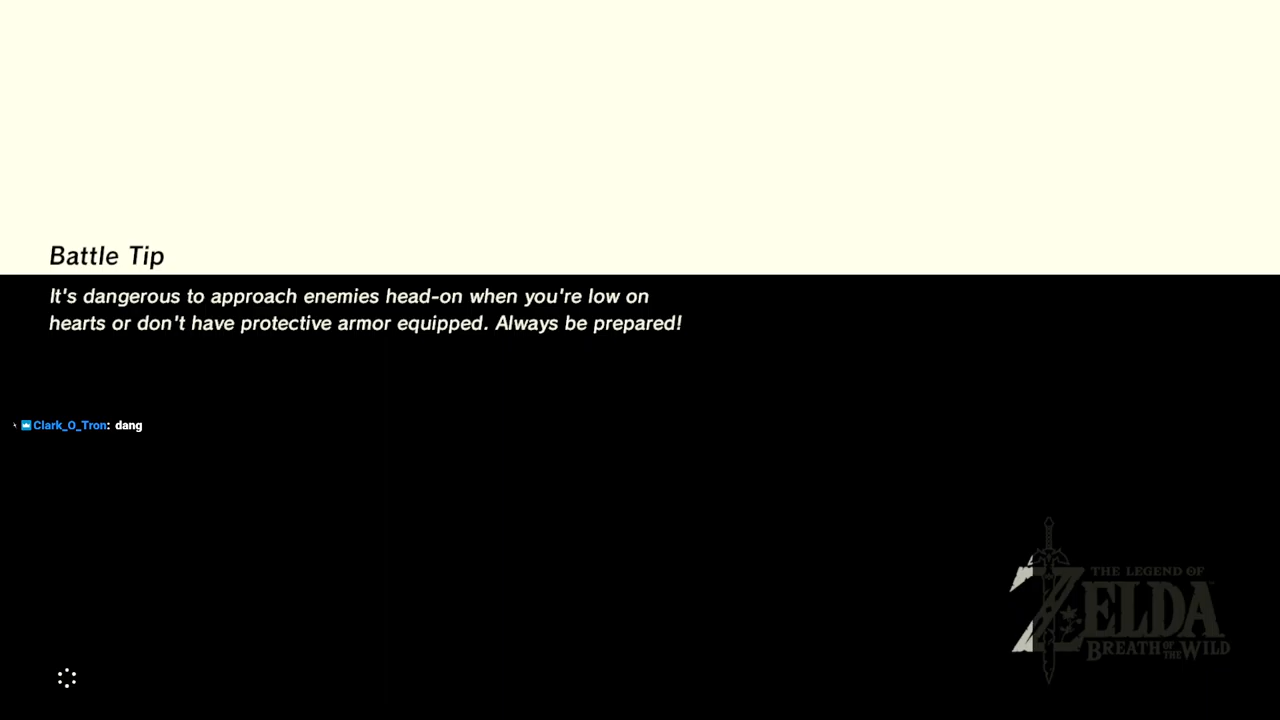 Battle Tip
It's dangerous to approach enemies head-on when you're low on
hearts or don't have protective armor equipped. Always be prepared!
Clark_O_Tron: dang
THE LEGEND OF
ZELDA
BREATH OF THE WILD